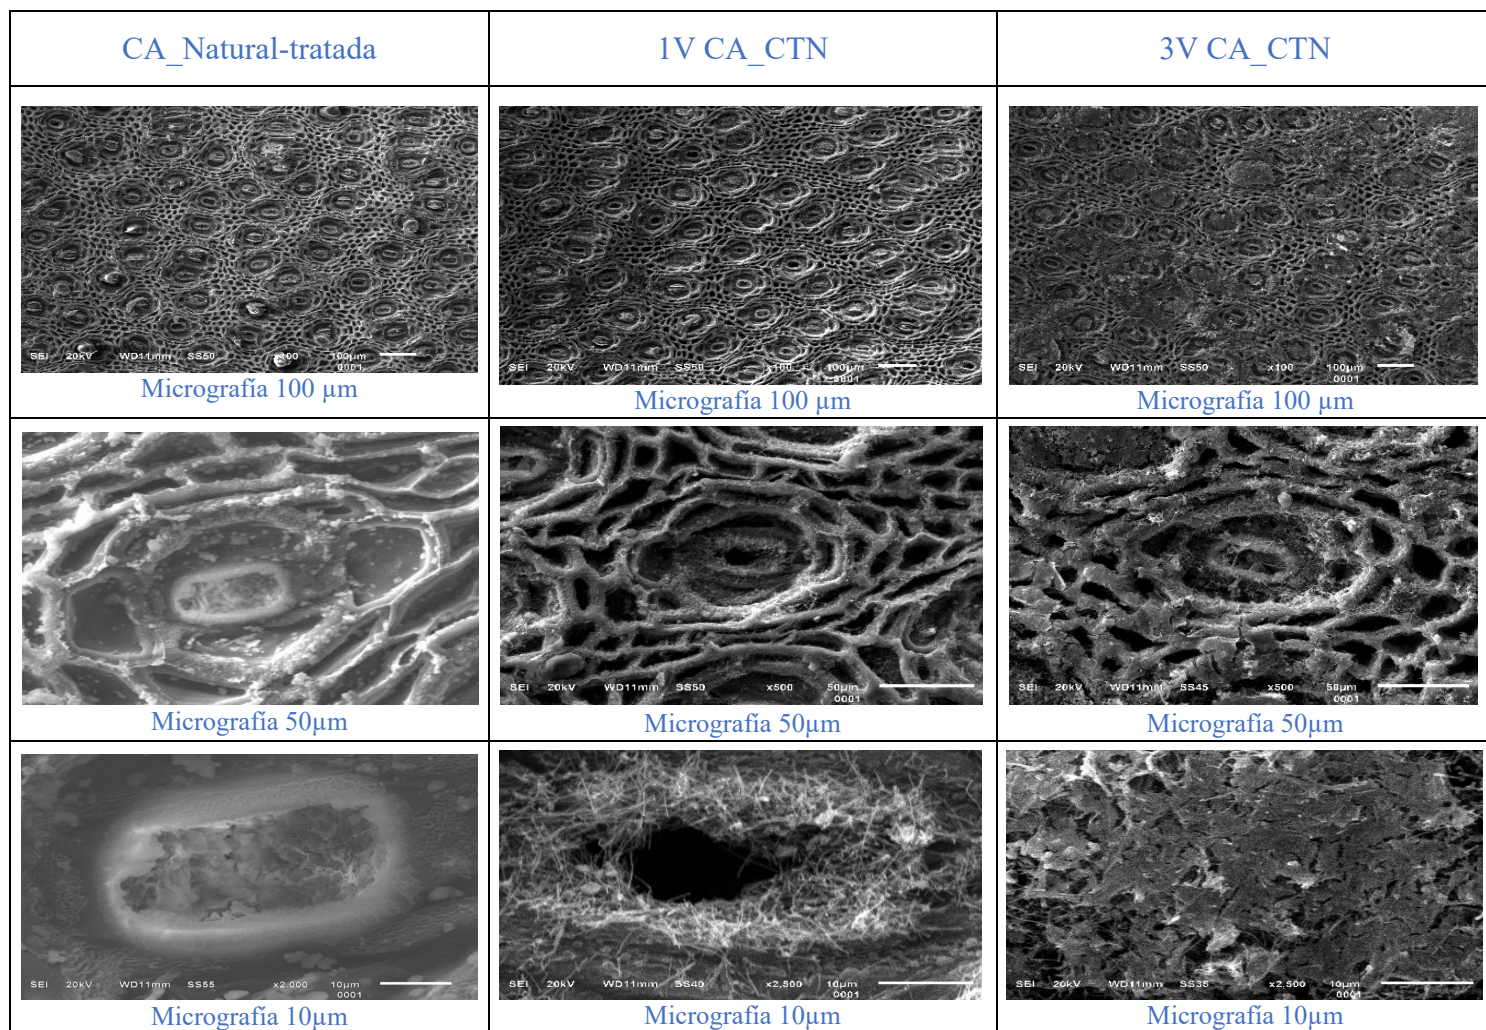 CA_Natural-tratada
1V CA_CTN
3V CA_CTN
SEI 20kV WD11mm SS50 x100 100µm
0001
SEI 20kV WD11mm SS50 x100 100µm
0001
SEI 20kV WD11mm SS50 x100 100µm
0001
Micrografía 100 µm
Micrografía 100 µm
Micrografía 100 µm
SEI 20kV WD11mm SS50 x500 50µm
0001
SEI 20kV WD11mm SS45 x500 50µm
0001
Micrografía 50µm
Micrografía 50µm
Micrografía 50µm
SEI 20kV WD11mm SS55 x2,000 10µm
0001
SEI 20kV WD11mm SS40 x2,500 10µm
0001
SEI 20kV WD11mm SS35 x2,500 10µm
0001
Micrografía 10µm
Micrografía 10µm
Micrografía 10µm